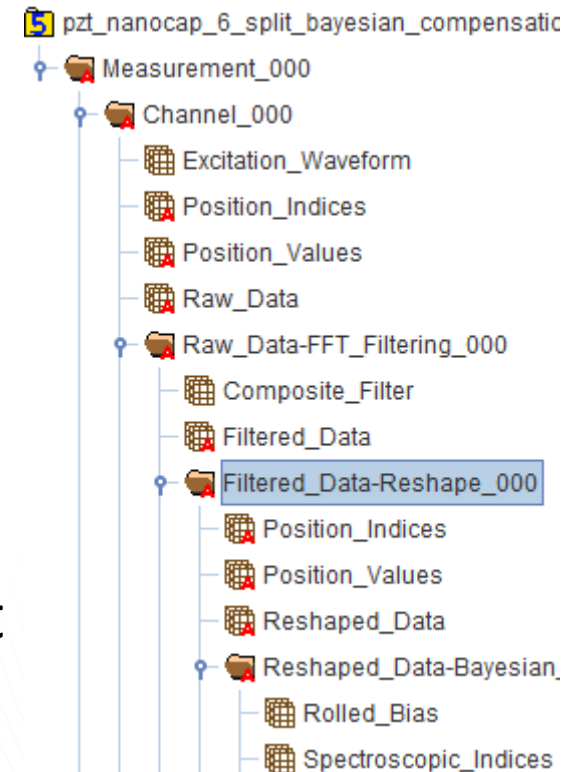 pzt_nanocap_6_split_bayesian_compensatio
Measurement_000
Channel_000
Excitation_Waveform
Position_Indices
Position_Values
Raw_Data
Raw_Data-FFT_Filtering_000
Composite_Filter
Filtered_Data
Filtered_Data-Reshape_000
Position_Indices
Position_Values
Reshaped_Data
Reshaped_Data-Bayesian_
Rolled_Bias
Spectroscopic_Indices